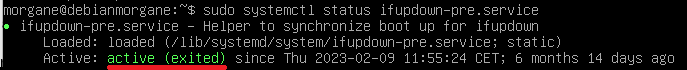 morgane@debianmorgane:~$ sudo systemctl status ifupdown-pre.service
● ifupdown-pre.service - Helper to synchronize boot up for ifupdown
Loaded: loaded (/lib/systemd/system/ifupdown-pre.service; static)
Active: active (exited) since Thu 2023-02-09 11:55:24 CET; 6 months 14 days ago